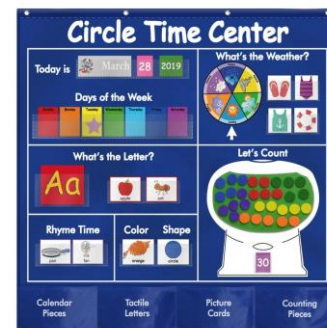 Circle Time Center
Today is March 28 2019
Days of the Week
What's the Weather?
What's the Letter?
Aa
apple
ant
Let's Count
30
Rhyme Time
Color Shape
pan
fan
orange
circle
Calendar Pieces
Tactile Letters
Picture Cards
Counting Pieces